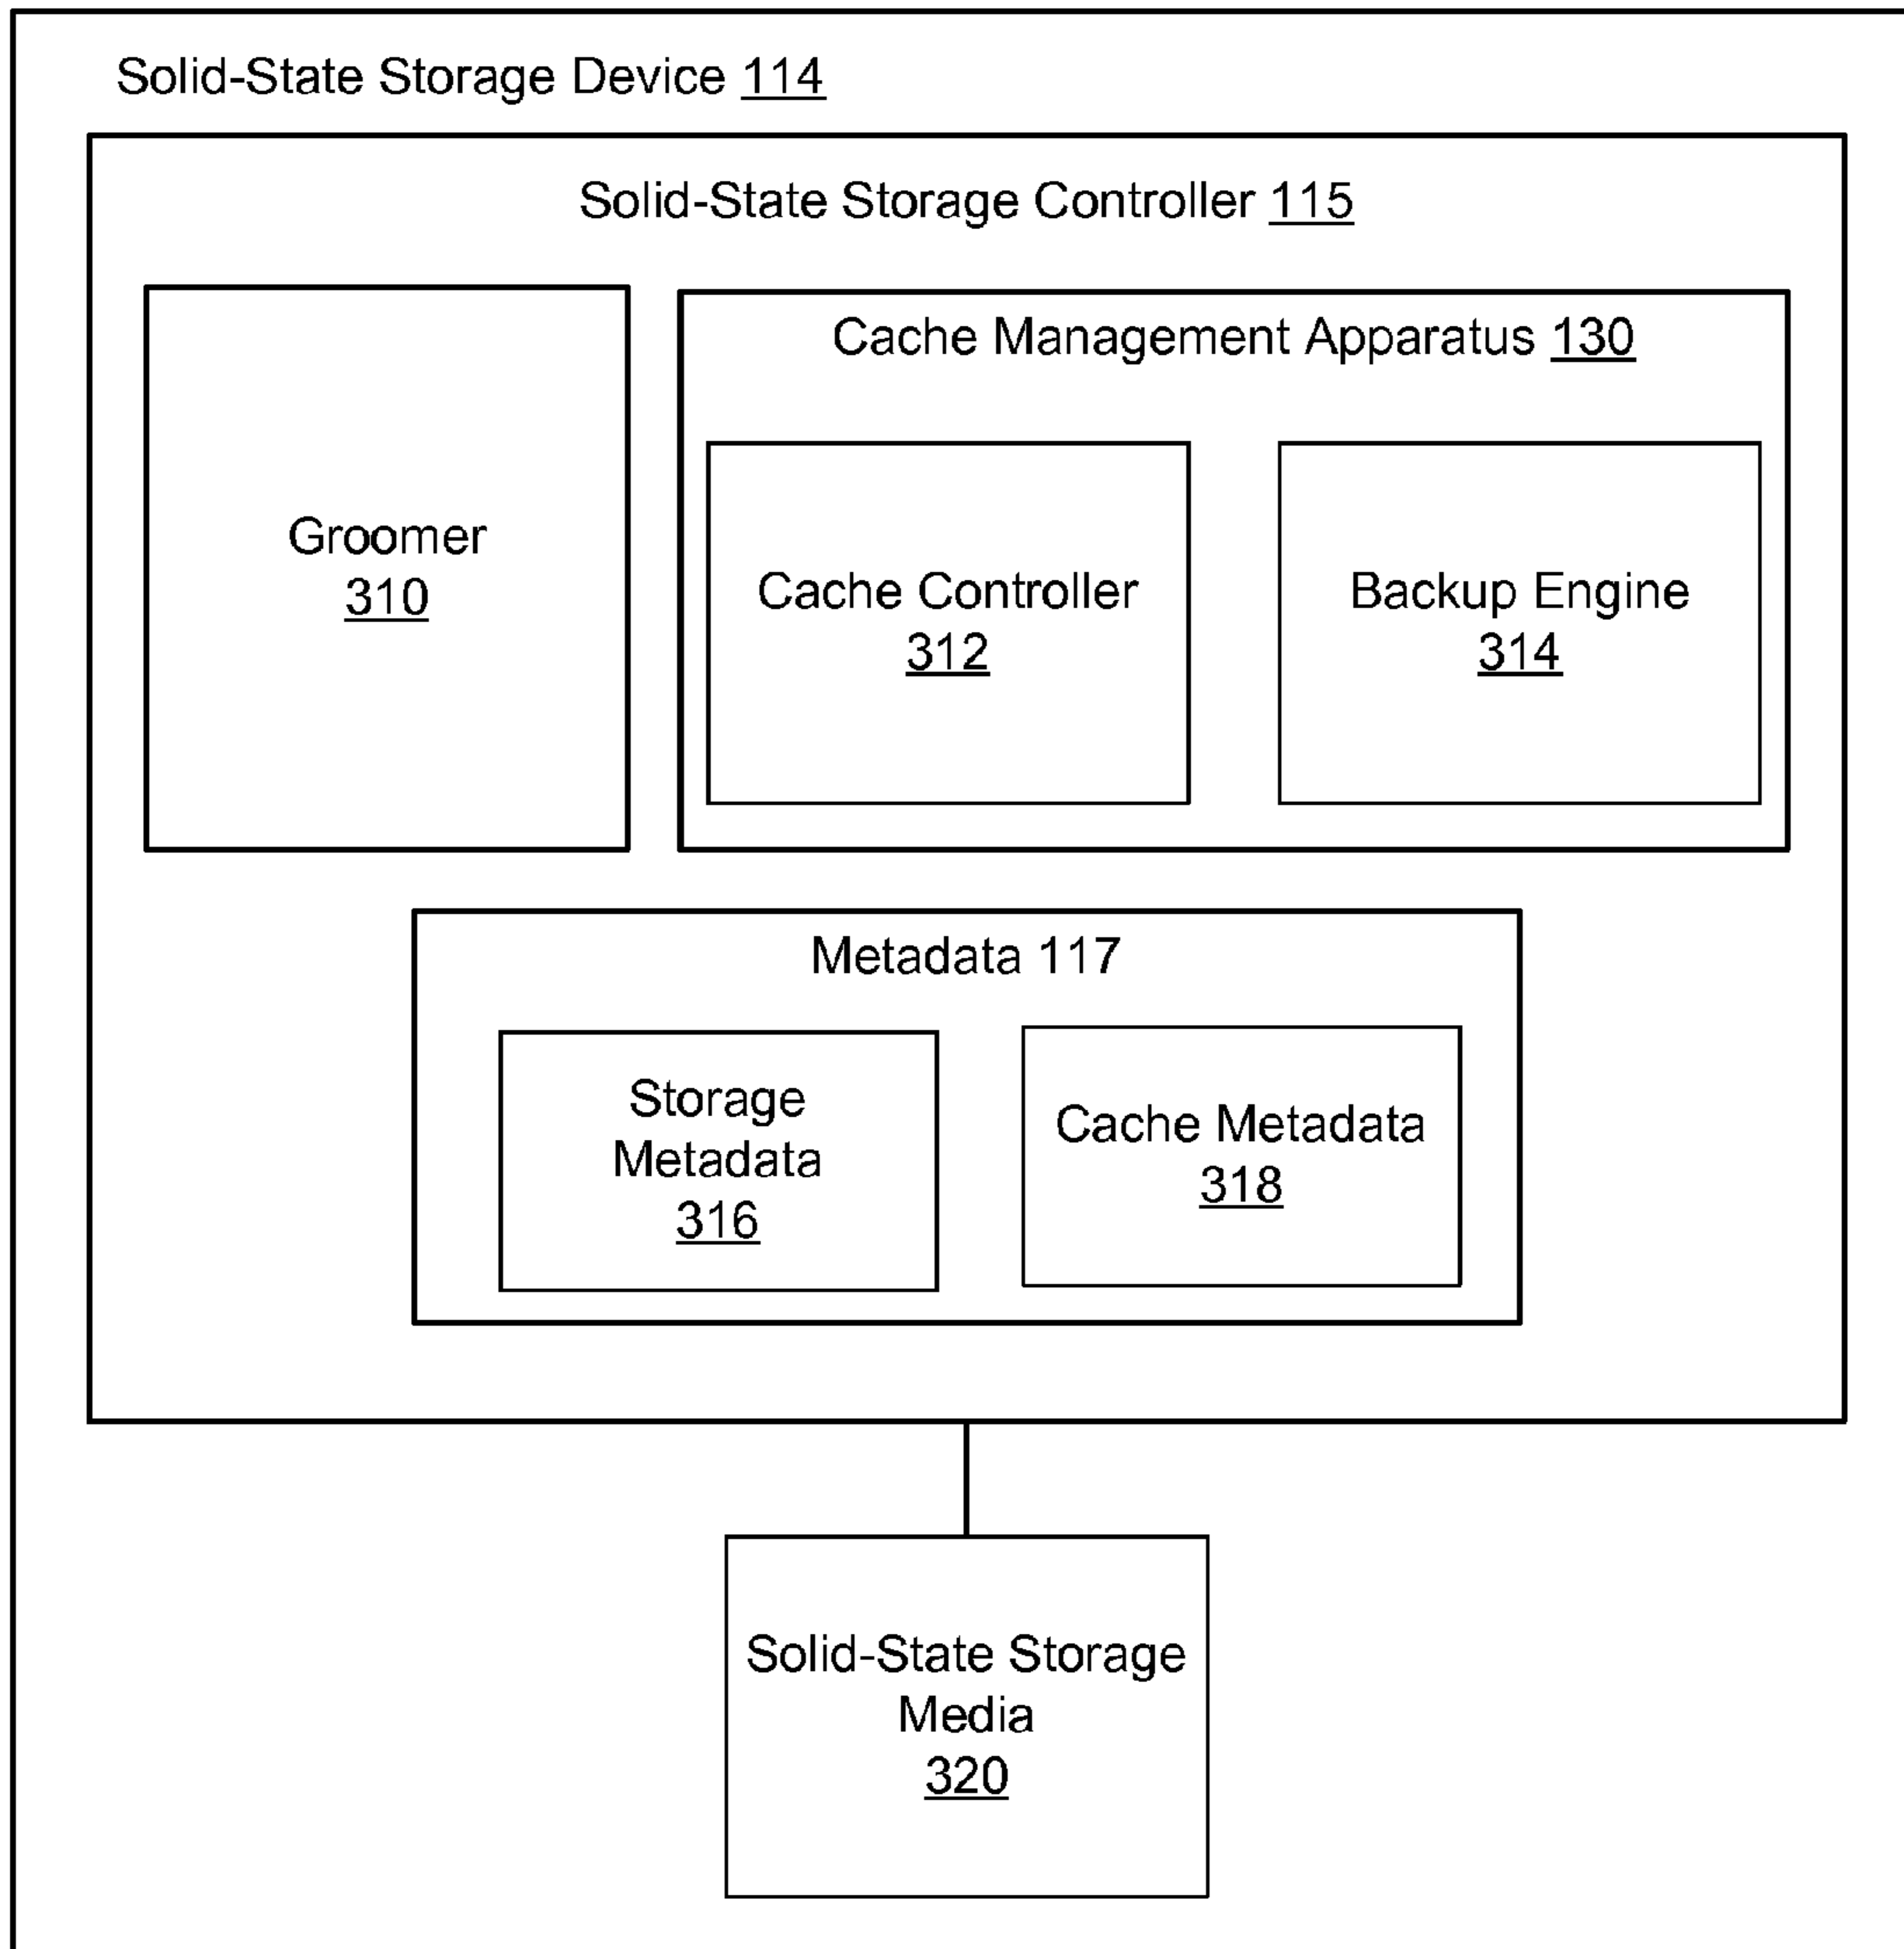 Solid-State Storage Device 114
Solid-State Storage Controller 115
Groomer
310
Cache Management Apparatus 130
Cache Controller
312
Backup Engine
314
Metadata 117
Storage
Metadata
316
Cache Metadata
318
Solid-State Storage
Media
320